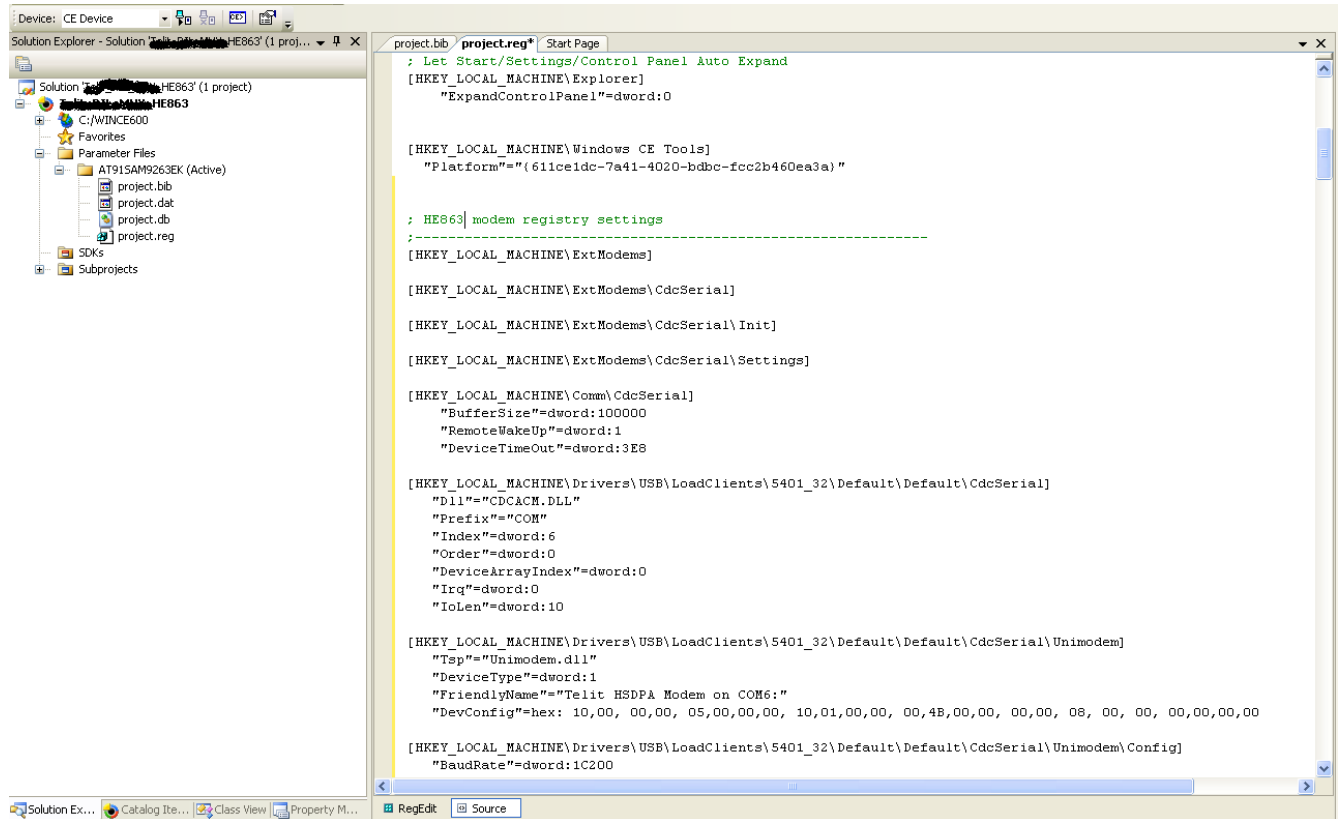 Device: CE Device
Solution Explorer - Solution ' HE863' (1 proj...
Solution ' HE863' (1 project)
HE863
C:/WINCE600
Favorites
Parameter Files
AT91SAM9263EK (Active)
project.bib
project.dat
project.db
project.reg
SDKs
Subprojects
Solution Ex... Catalog Ite... Class View Property M...
project.bib project.reg* Start Page
; Let Start/Settings/Control Panel Auto Expand
[HKEY_LOCAL_MACHINE\Explorer]
"ExpandControlPanel"=dword:0
[HKEY_LOCAL_MACHINE\Windows CE Tools]
"Platform"="{611ce1dc-7a41-4020-bdbc-fcc2b460ea3a}"
; HE863 modem registry settings
;--------------------------------------------------------------
[HKEY_LOCAL_MACHINE\ExtModems]
[HKEY_LOCAL_MACHINE\ExtModems\CdcSerial]
[HKEY_LOCAL_MACHINE\ExtModems\CdcSerial\Init]
[HKEY_LOCAL_MACHINE\ExtModems\CdcSerial\Settings]
[HKEY_LOCAL_MACHINE\Comm\CdcSerial]
"BufferSize"=dword:100000
"RemoteWakeUp"=dword:1
"DeviceTimeOut"=dword:3E8
[HKEY_LOCAL_MACHINE\Drivers\USB\LoadClients\5401_32\Default\Default\CdcSerial]
"Dll"="CDCACM.DLL"
"Prefix"="COM"
"Index"=dword:6
"Order"=dword:0
"DeviceArrayIndex"=dword:0
"Irq"=dword:0
"IoLen"=dword:10
[HKEY_LOCAL_MACHINE\Drivers\USB\LoadClients\5401_32\Default\Default\CdcSerial\Unimodem]
"Tsp"="Unimodem.dll"
"DeviceType"=dword:1
"FriendlyName"="Telit HSDPA Modem on COM6:"
"DevConfig"=hex: 10,00, 00,00, 05,00,00,00, 10,01,00,00, 00,4B,00,00, 00,00, 08, 00, 00, 00,00,00,00
[HKEY_LOCAL_MACHINE\Drivers\USB\LoadClients\5401_32\Default\Default\CdcSerial\Unimodem\Config]
"BaudRate"=dword:1C200
RegEdit Source